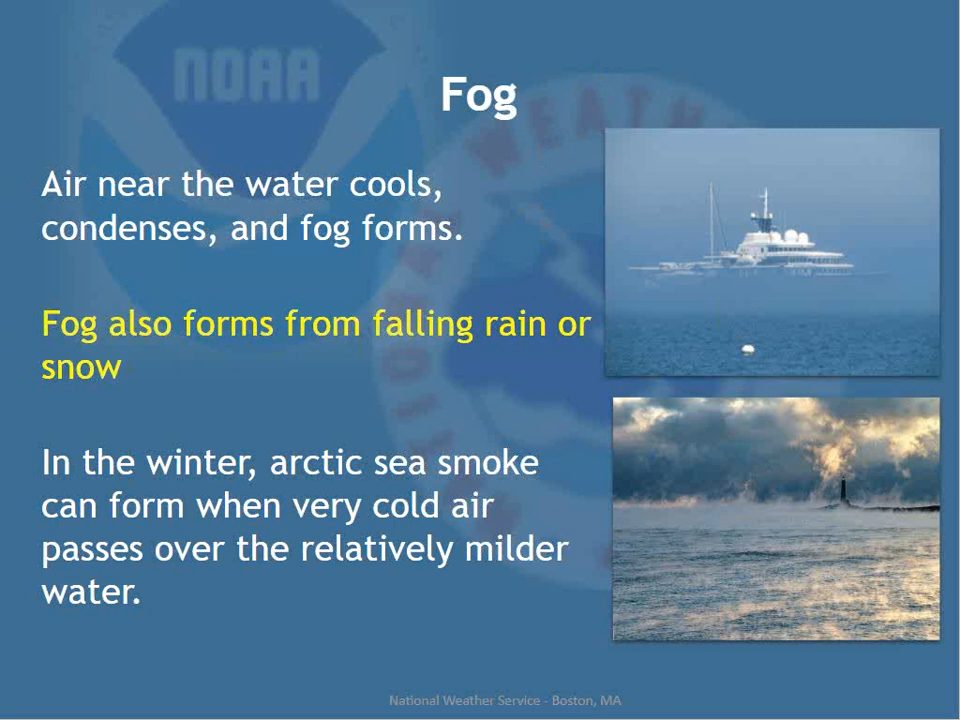 NOAA
Fog
Air near the water cools,
condenses, and fog forms.
Fog also forms from falling rain or
snow
In the winter, arctic sea smoke
can form when very cold air
passes over the relatively milder
water.
National Weather Service - Boston, MA